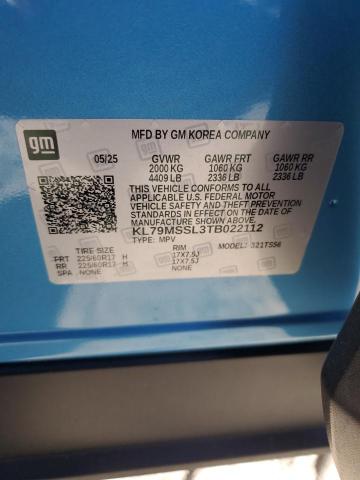 gm
MFD BY GM KOREA COMPANY
05/25 GVWR GAWR FRT GAWR RR
2000 KG 1060 KG 1060 KG
4409 LB 2336 LB 2336 LB
THIS VEHICLE CONFORMS TO ALL
APPLICABLE U.S. FEDERAL MOTOR
VEHICLE SAFETY, BUMPER, AND
THEFT PREVENTION STANDARDS IN
EFFECT ON THE DATE OF
MANUFACTURE SHOWN ABOVE.
KL79MSSL3TB022112
TYPE: MPV MODEL: 321TS56
TIRE SIZE RIM
FRT 225/60R17 H 17X7.5J
RR 225/60R17 H 17X7.5J
SPA NONE NONE